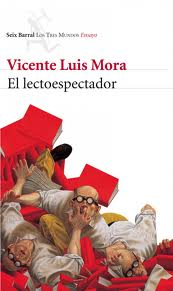 Seix Barral Los Tres Mundos Ensayo
Vicente Luis Mora
El lectoespectador